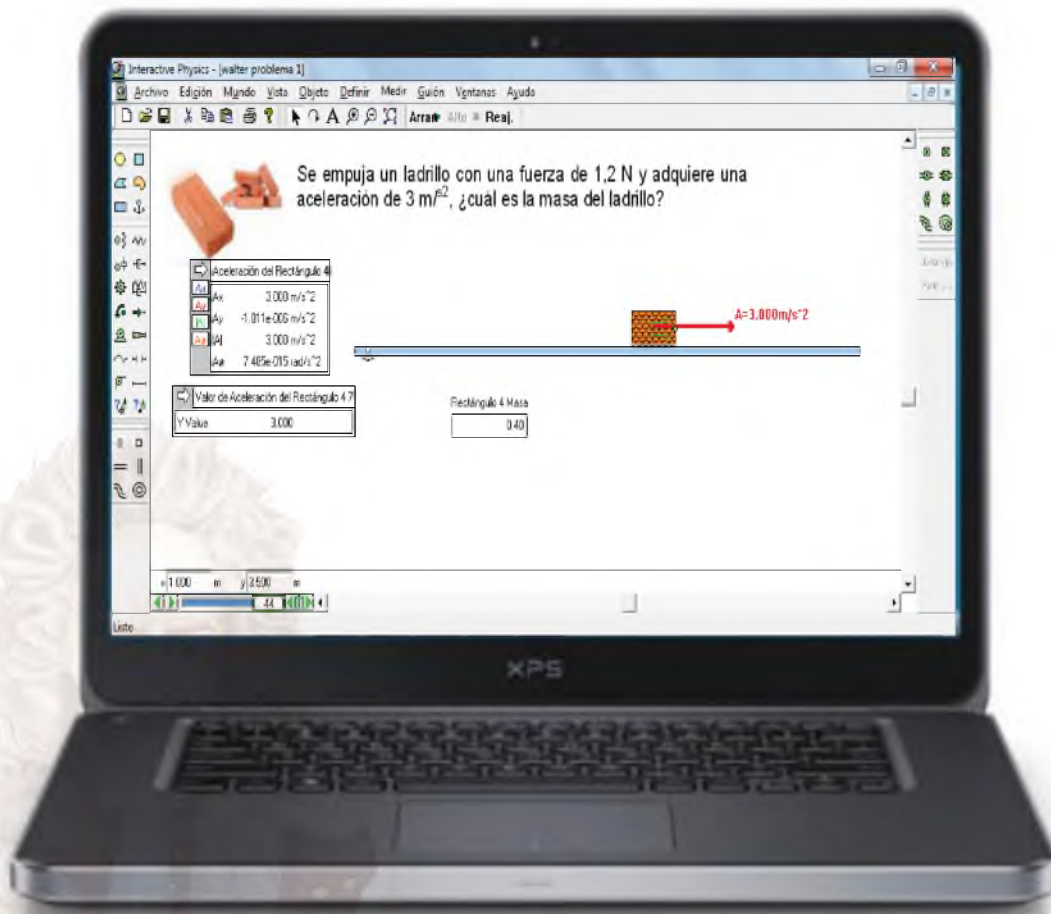 Interactive Physics - [walter problema 1]
Archivo Edición Mundo Vista Objeto Definir Medir Guión Ventanas Ayuda
Arrar Alto Reaj.
Se empuja un ladrillo con una fuerza de 1,2 N y adquiere una
aceleración de 3 m/s2, ¿cuál es la masa del ladrillo?
Aceleración del Rectángulo 4
Ax 3.000 m/s^2
Ay -1.011e-006 m/s^2
|A| 3.000 m/s^2
Aø 7.485e-015 rad/s^2
A=3.000m/s^2
Valor de Aceleración del Rectángulo 4 7
Y Value 3.000
Rectángulo 4 Masa
0.40
x 1.000 m y 3.500 m
44
Listo
XPS